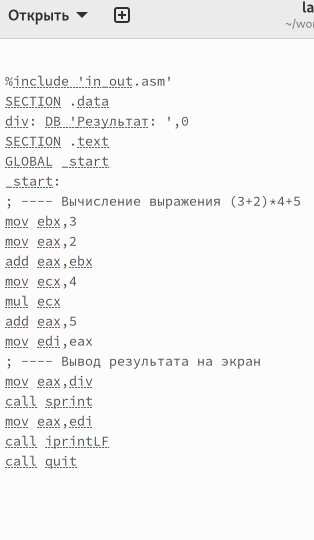 Открыть
la
~/wor
%include 'in_out.asm'
SECTION .data
div: DB 'Результат: ',0
SECTION .text
GLOBAL _start
_start:
; ---- Вычисление выражения (3+2)*4+5
mov ebx,3
mov eax,2
add eax,ebx
mov ecx,4
mul ecx
add eax,5
mov edi,eax
; ---- Вывод результата на экран
mov eax,div
call sprint
mov eax,edi
call iprintLF
call quit